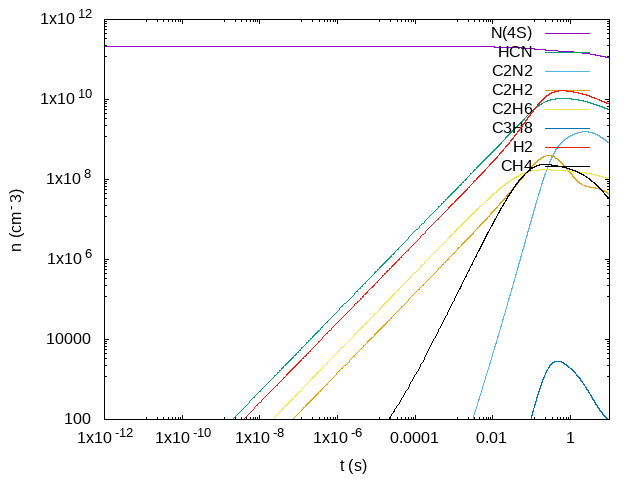 1x10^12
N(4S)
HCN
C2N2
1x10^10
C2H2
C2H6
C3H8
H2
1x10^8
CH4
n (cm^-3)
1x10^6
10000
100
1x10^-12 1x10^-10 1x10^-8 1x10^-6 0.0001 0.01 1
t (s)